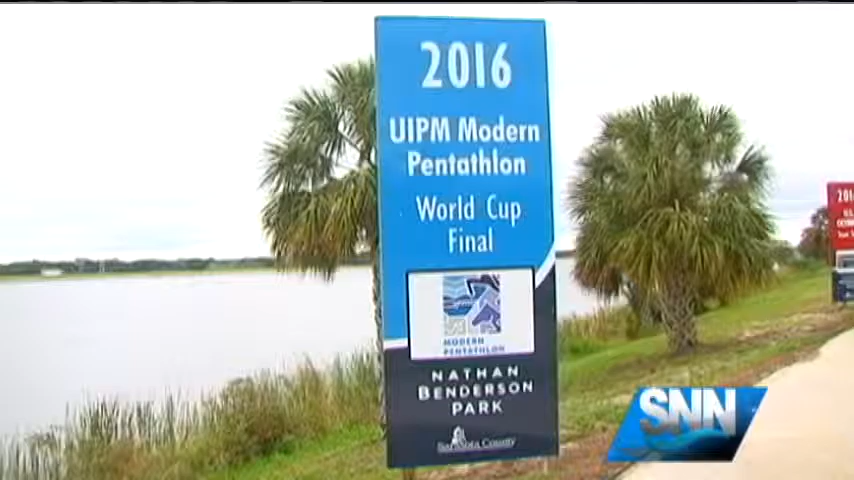 2016
UIPM Modern
Pentathlon
World Cup
Final
MODERN
PENTATHLON
NATHAN
BENDERSON
PARK
Sarasota County
SNN